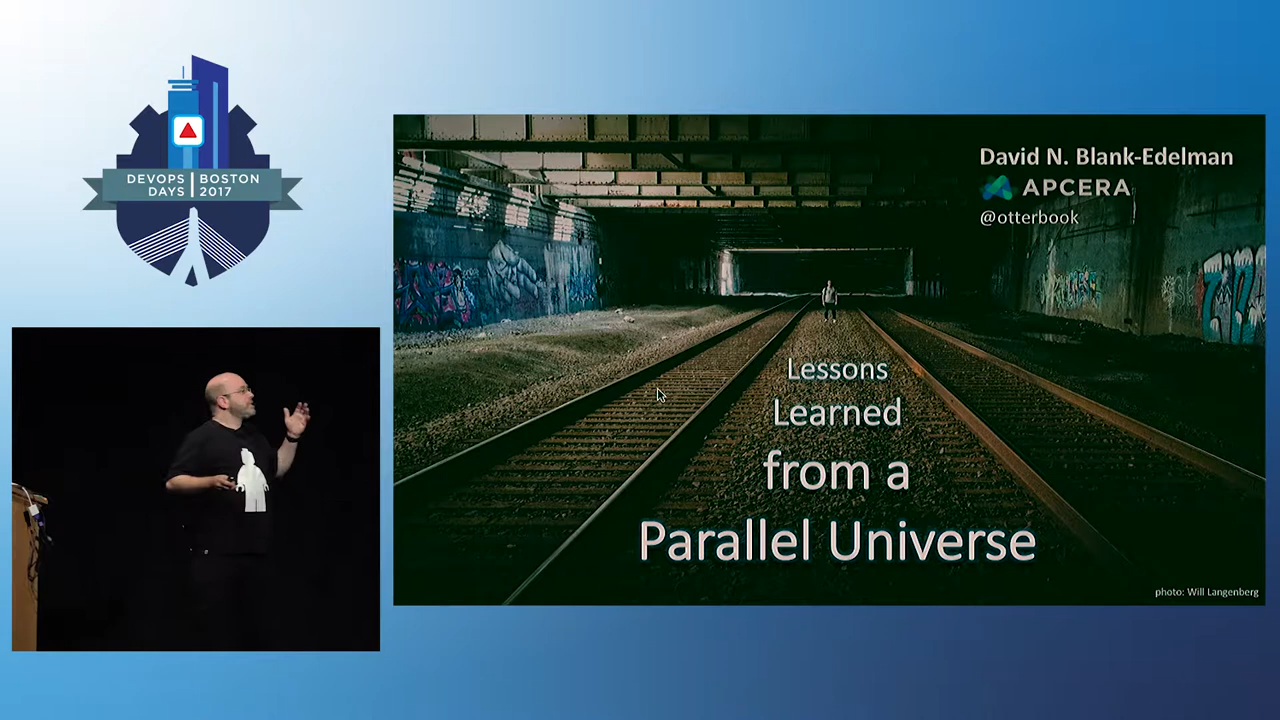 DEVOPS BOSTON
DAYS 2017
David N. Blank-Edelman
APCERA
@otterbook
Lessons
Learned
from a
Parallel Universe
photo: Will Langenberg